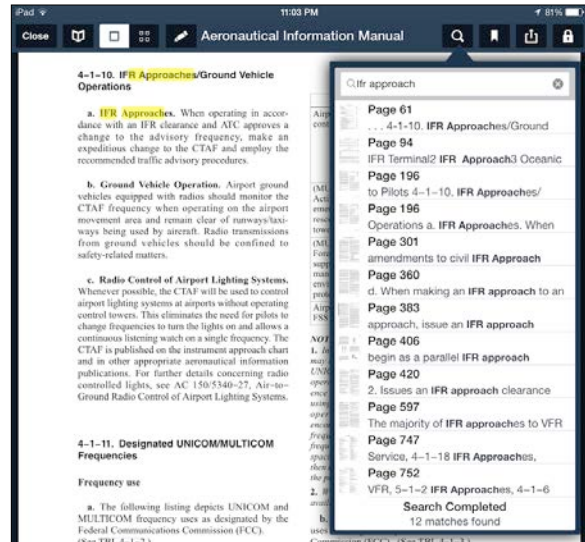 iPad
11:03 PM
81%
Close
Aeronautical Information Manual
4–1–10. IFR Approaches/Ground Vehicle
Operations
a. IFR Approaches. When operating in accor-
dance with an IFR clearance and ATC approves a
change to the advisory frequency, make an
expeditious change to the CTAF and employ the
recommended traffic advisory procedures.
b. Ground Vehicle Operation. Airport ground
vehicles equipped with radios should monitor the
CTAF frequency when operating on the airport
movement area and remain clear of runways/taxi-
ways being used by aircraft. Radio transmissions
from ground vehicles should be confined to
safety-related matters.
c. Radio Control of Airport Lighting Systems.
Whenever possible, the CTAF will be used to control
airport lighting systems at airports without operating
control towers. This eliminates the need for pilots to
change frequencies to turn the lights on and allows a
continuous listening watch on a single frequency. The
CTAF is published on the instrument approach chart
and in other appropriate aeronautical information
publications. For further details concerning radio
controlled lights, see AC 150/5340–27, Air–to–
Ground Radio Control of Airport Lighting Systems.
4–1–11. Designated UNICOM/MULTICOM
Frequencies
Frequency use
a. The following listing depicts UNICOM and
MULTICOM frequency uses as designated by the
Federal Communications Commission (FCC).
(See TBL 4–1–2.)
Ifr approach
Page 61
. . . 4-1-10. IFR Approaches/Ground
Page 94
IFR Terminal2 IFR Approach3 Oceanic
Page 196
to Pilots 4–1–10. IFR Approaches/
Page 196
Operations a. IFR Approaches. When
Page 301
amendments to civil IFR Approach
Page 360
d. When making an IFR approach to an
Page 383
approach, issue an IFR approach
Page 406
begin as a parallel IFR approach
Page 420
2. Issues an IFR approach clearance
Page 597
The majority of IFR approaches to VFR
Page 747
Service, 4–1–18 IFR Approaches,
Page 752
VFR, 5–1–2 IFR Approaches, 4–1–6
Search Completed
12 matches found